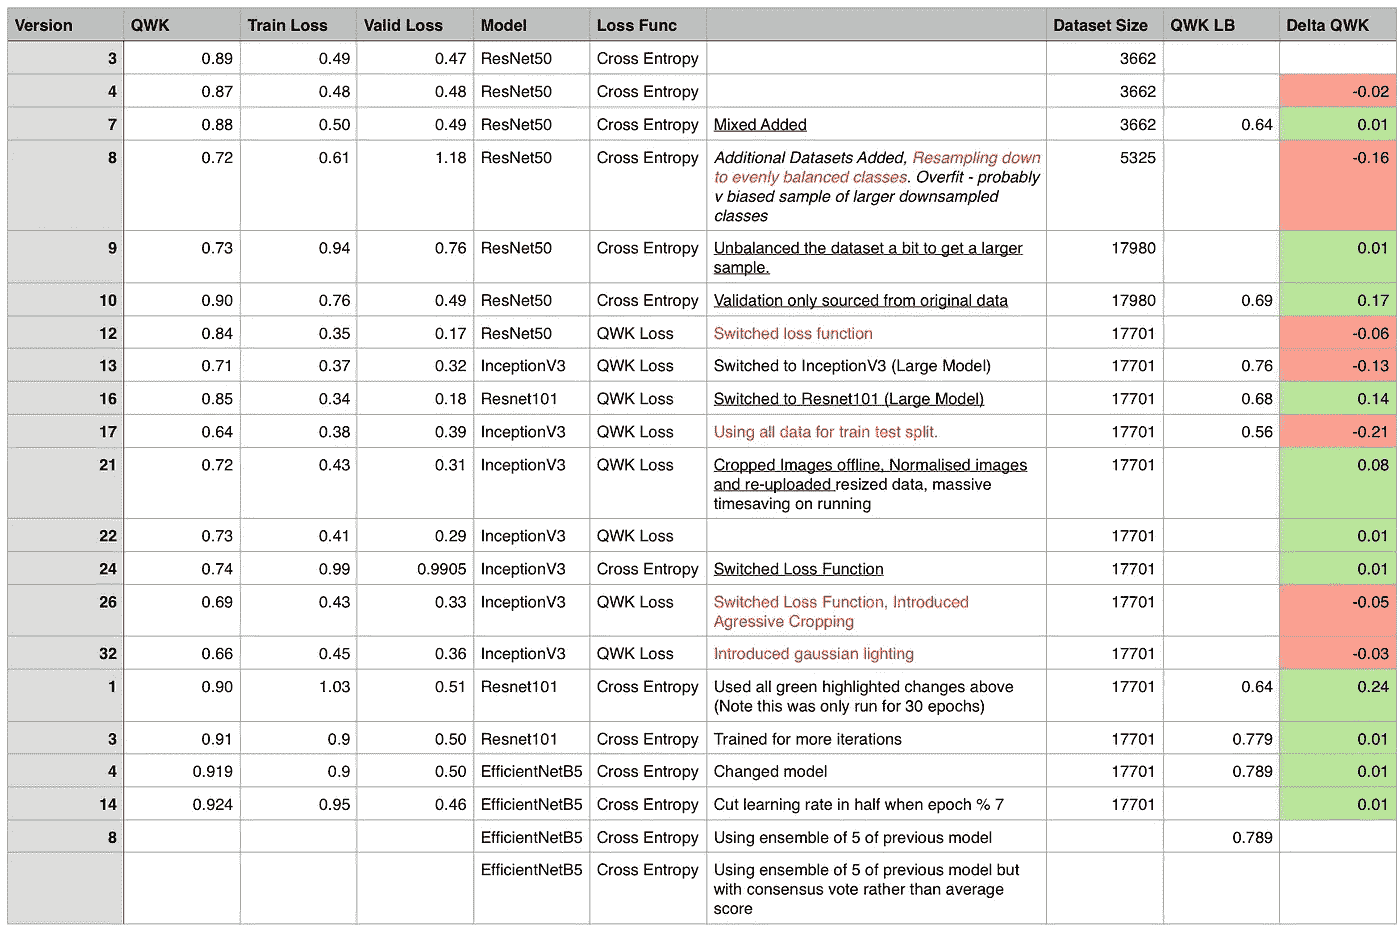 Version QWK Train Loss Valid Loss Model Loss Func Dataset Size QWK LB Delta QWK
3 0.89 0.49 0.47 ResNet50 Cross Entropy 3662
4 0.87 0.48 0.48 ResNet50 Cross Entropy 3662 -0.02
7 0.88 0.50 0.49 ResNet50 Cross Entropy Mixed Added 3662 0.64 0.01
8 0.72 0.61 1.18 ResNet50 Cross Entropy Additional Datasets Added, Resampling down 5325 -0.16
to evenly balanced classes. Overfit - probably
v biased sample of larger downsampled
classes
9 0.73 0.94 0.76 ResNet50 Cross Entropy Unbalanced the dataset a bit to get a larger 17980 0.01
sample.
10 0.90 0.76 0.49 ResNet50 Cross Entropy Validation only sourced from original data 17980 0.69 0.17
12 0.84 0.35 0.17 ResNet50 QWK Loss Switched loss function 17701 -0.06
13 0.71 0.37 0.32 InceptionV3 QWK Loss Switched to InceptionV3 (Large Model) 17701 0.76 -0.13
16 0.85 0.34 0.18 Resnet101 QWK Loss Switched to Resnet101 (Large Model) 17701 0.68 0.14
17 0.64 0.38 0.39 InceptionV3 QWK Loss Using all data for train test split. 17701 0.56 -0.21
21 0.72 0.43 0.31 InceptionV3 QWK Loss Cropped Images offline, Normalised images 17701 0.08
and re-uploaded resized data, massive
timesaving on running
22 0.73 0.41 0.29 InceptionV3 QWK Loss 17701 0.01
24 0.74 0.99 0.9905 InceptionV3 Cross Entropy Switched Loss Function 17701 0.01
26 0.69 0.43 0.33 InceptionV3 QWK Loss Switched Loss Function, Introduced 17701 -0.05
Agressive Cropping
32 0.66 0.45 0.36 InceptionV3 QWK Loss Introduced gaussian lighting 17701 -0.03
1 0.90 1.03 0.51 Resnet101 Cross Entropy Used all green highlighted changes above 17701 0.64 0.24
(Note this was only run for 30 epochs)
3 0.91 0.9 0.50 Resnet101 Cross Entropy Trained for more iterations 17701 0.779 0.01
4 0.919 0.9 0.50 EfficientNetB5 Cross Entropy Changed model 17701 0.789 0.01
14 0.924 0.95 0.46 EfficientNetB5 Cross Entropy Cut learning rate in half when epoch % 7 17701 0.01
8 EfficientNetB5 Cross Entropy Using ensemble of 5 of previous model 0.789
EfficientNetB5 Cross Entropy Using ensemble of 5 of previous model but
with consensus vote rather than average
score